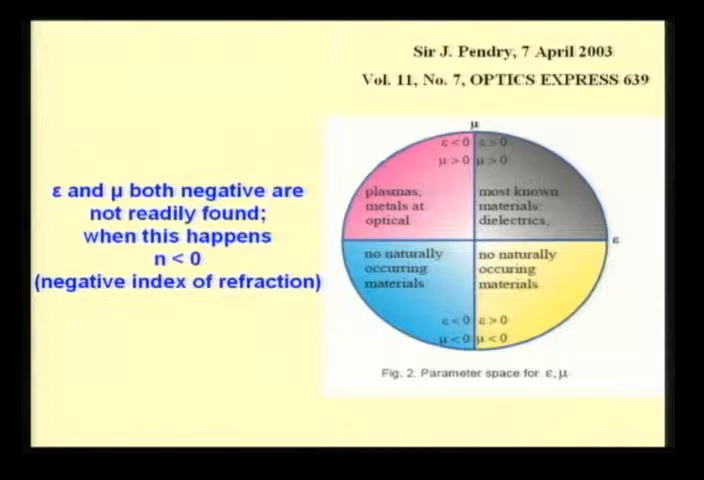 Sir J. Pendry, 7 April 2003
Vol. 11, No. 7, OPTICS EXPRESS 639
ε and μ both negative are
not readily found;
when this happens
n < 0
(negative index of refraction)
μ
ε < 0 ε > 0
μ > 0 μ > 0
plasmas,
metals at
optical
most known
materials:
dielectrics,
ε
no naturally
occurring
materials
no naturally
occuring
materials
ε < 0 ε > 0
μ < 0 μ < 0
Fig. 2. Parameter space for ε, μ